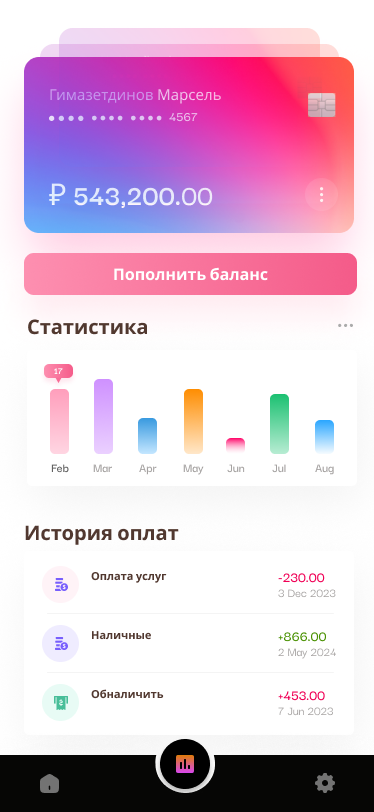 Гимазетдинов Марсель
•••• •••• •••• 4567
₽ 543,200.00
Пополнить баланс
Статистика
17
Feb Mar Apr May Jun Jul Aug
История оплат
Оплата услуг -230.00
3 Dec 2023
Наличные +866.00
2 May 2024
Обналичить +453.00
7 Jun 2023